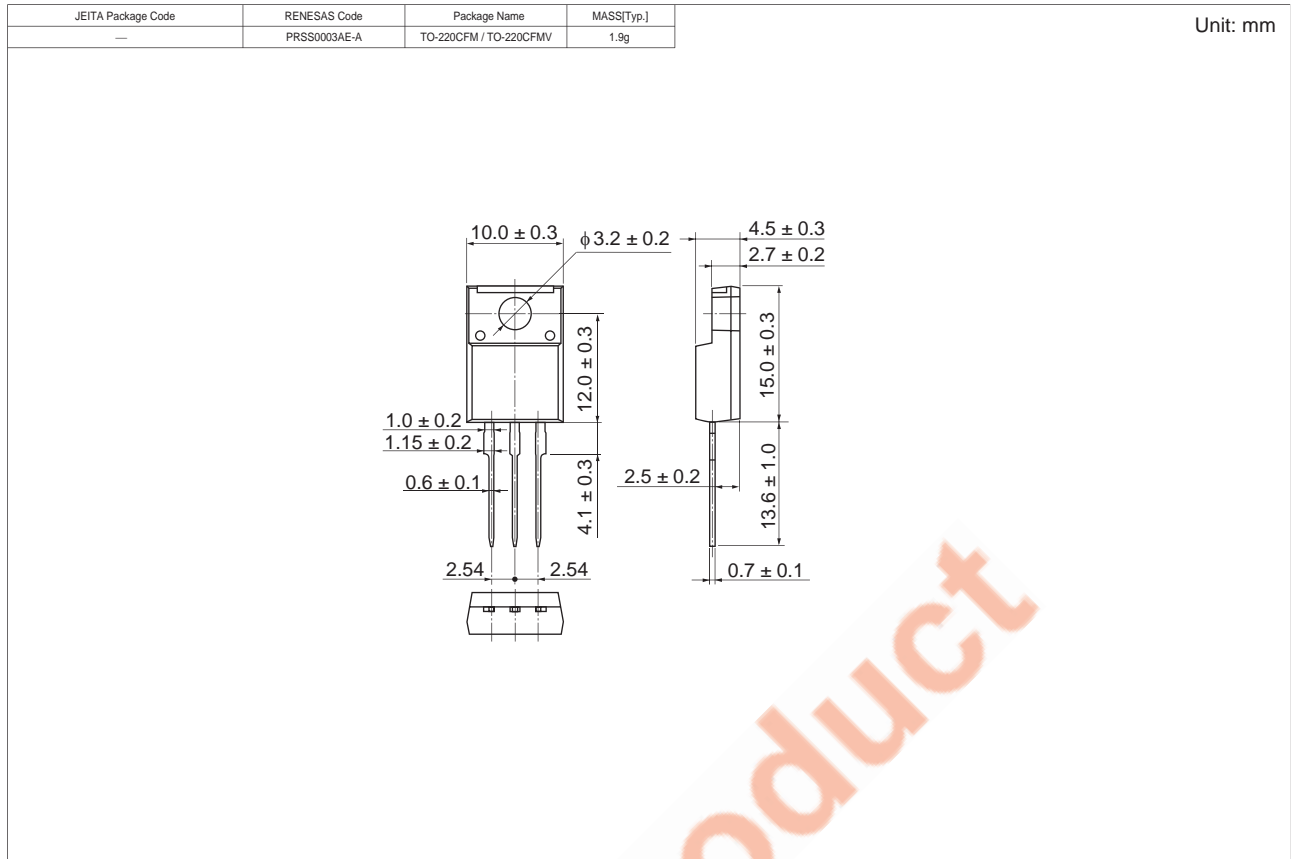 JEITA Package Code RENESAS Code Package Name MASS[Typ.]
— PRSS0003AE-A TO-220CFM / TO-220CFMV 1.9g
Unit: mm
10.0 ± 0.3
ϕ3.2 ± 0.2
4.5 ± 0.3
2.7 ± 0.2
12.0 ± 0.3
15.0 ± 0.3
1.0 ± 0.2
1.15 ± 0.2
0.6 ± 0.1
4.1 ± 0.3
2.5 ± 0.2
13.6 ± 1.0
2.54
2.54
0.7 ± 0.1
oduct